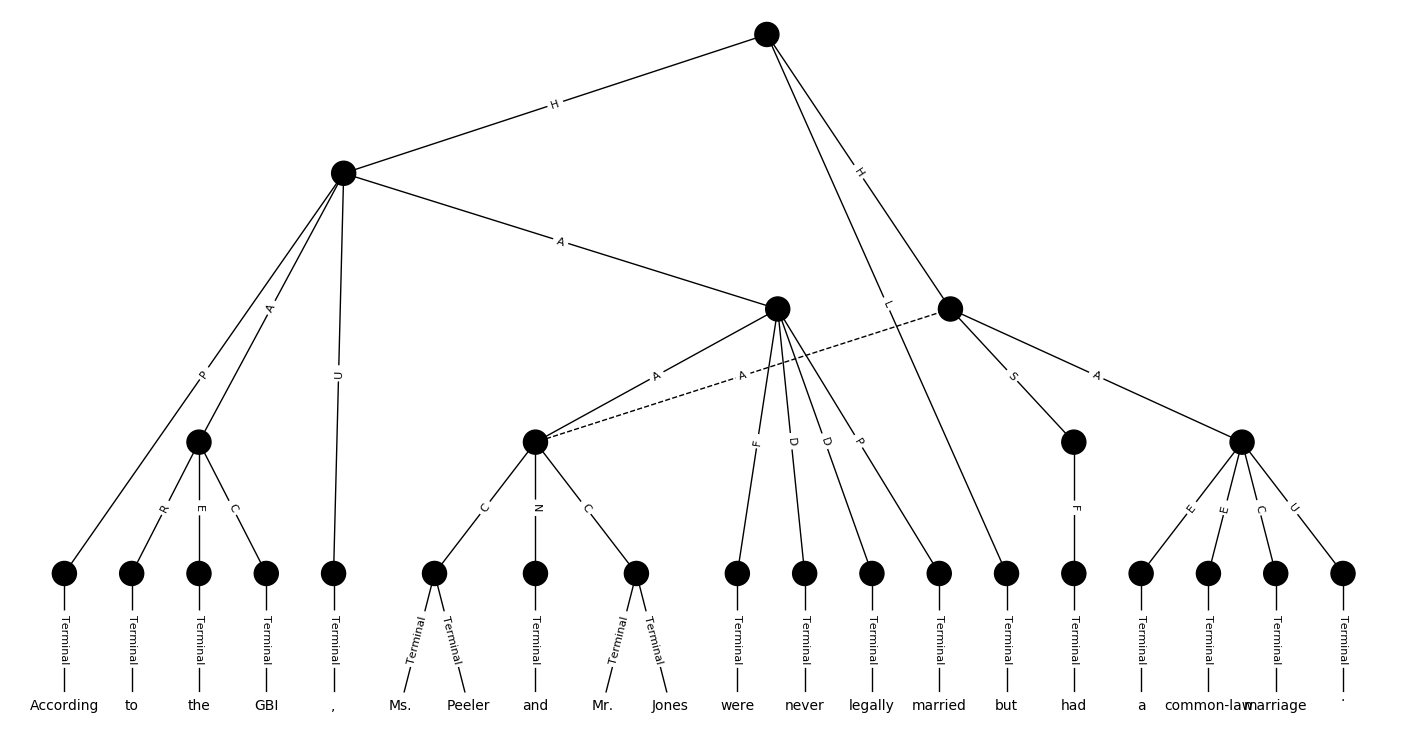 H
H
A
P
A
U
L
A
A
F
D
D
P
S
A
R
E
C
C
N
C
F
E
E
C
U
Terminal Terminal Terminal Terminal Terminal Terminal Terminal Terminal Terminal Terminal Terminal Terminal Terminal Terminal Terminal Terminal Terminal Terminal Terminal Terminal
According to the GBI , Ms. Peeler and Mr. Jones were never legally married but had a common-law marriage .